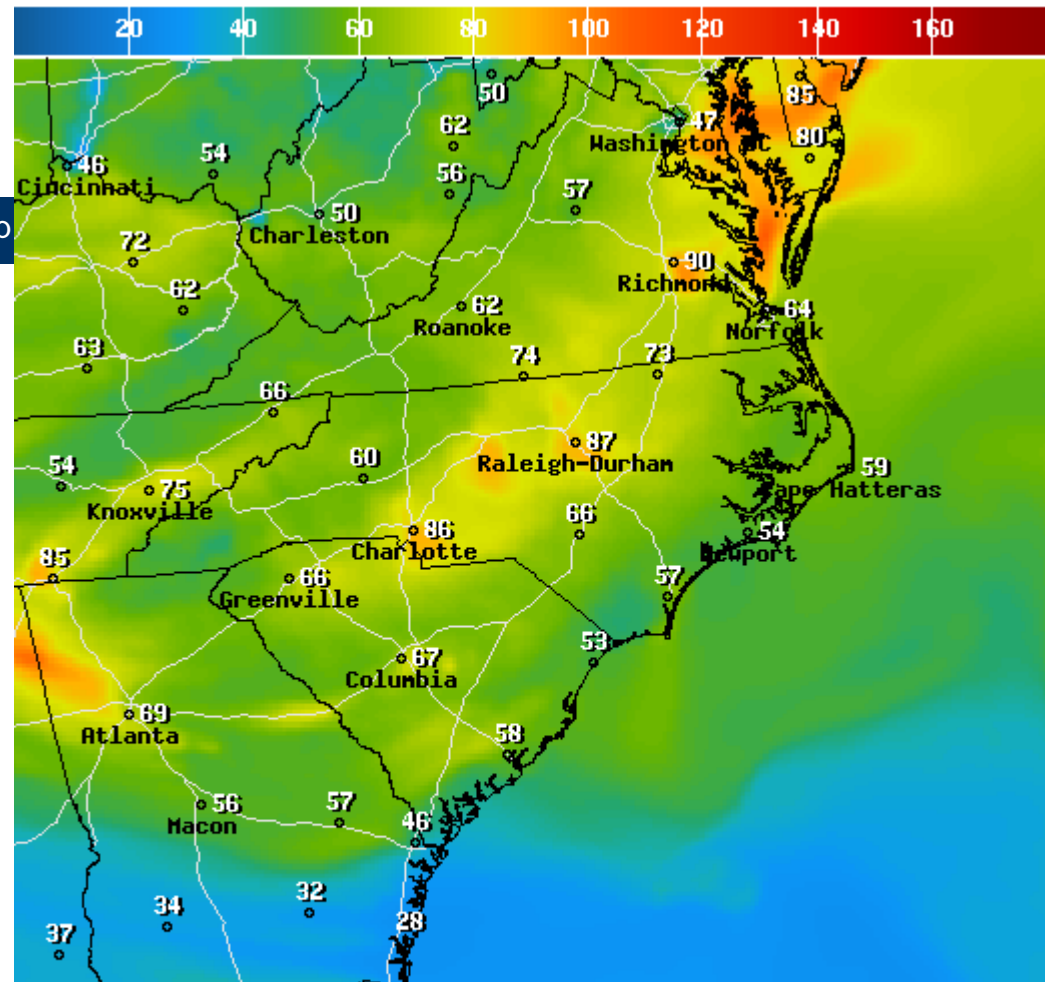 20 40 60 80 100 120 140 160
50
85
62
47
Washington DC
80
46
Cincinnati
54
56
57
50
Charleston
72
90
Richmond
62
62
Roanoke
64
Norfolk
63
74
73
66
87
Raleigh-Durham
60
59
Cape Hatteras
54
75
Knoxville
66
86
Charlotte
54
Newport
85
66
Greenville
57
53
67
Columbia
69
Atlanta
58
56
Macon
57
46
32
34
28
37